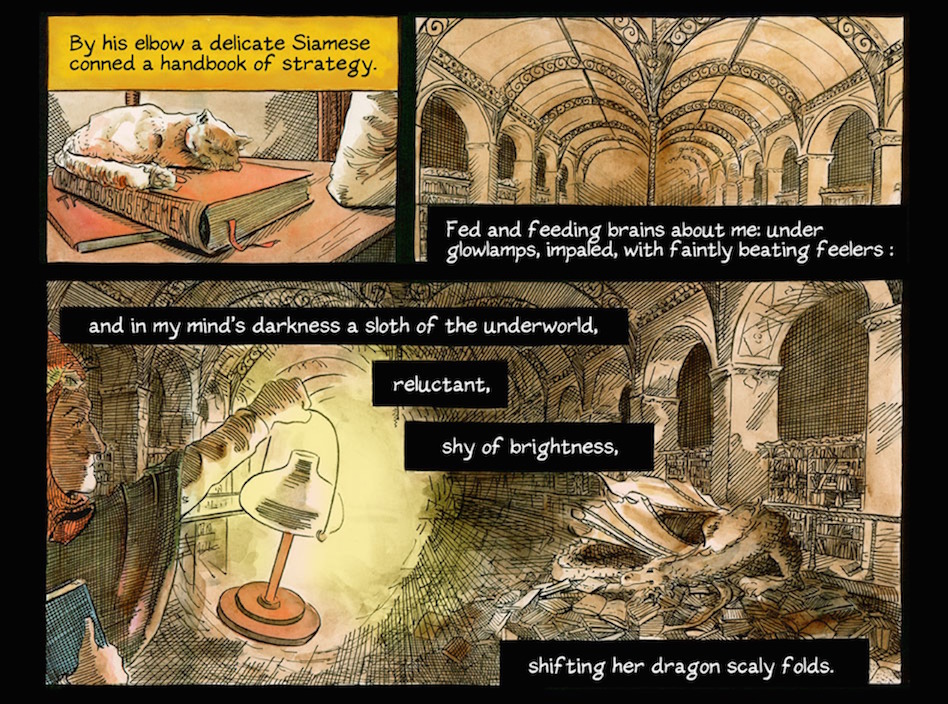 By his elbow a delicate Siamese
conned a handbook of strategy.
AGUSTUS FREEMEN
Fed and feeding brains about me: under
glowlamps, impaled, with faintly beating feelers :
and in my mind's darkness a sloth of the underworld,
reluctant,
shy of brightness,
shifting her dragon scaly folds.